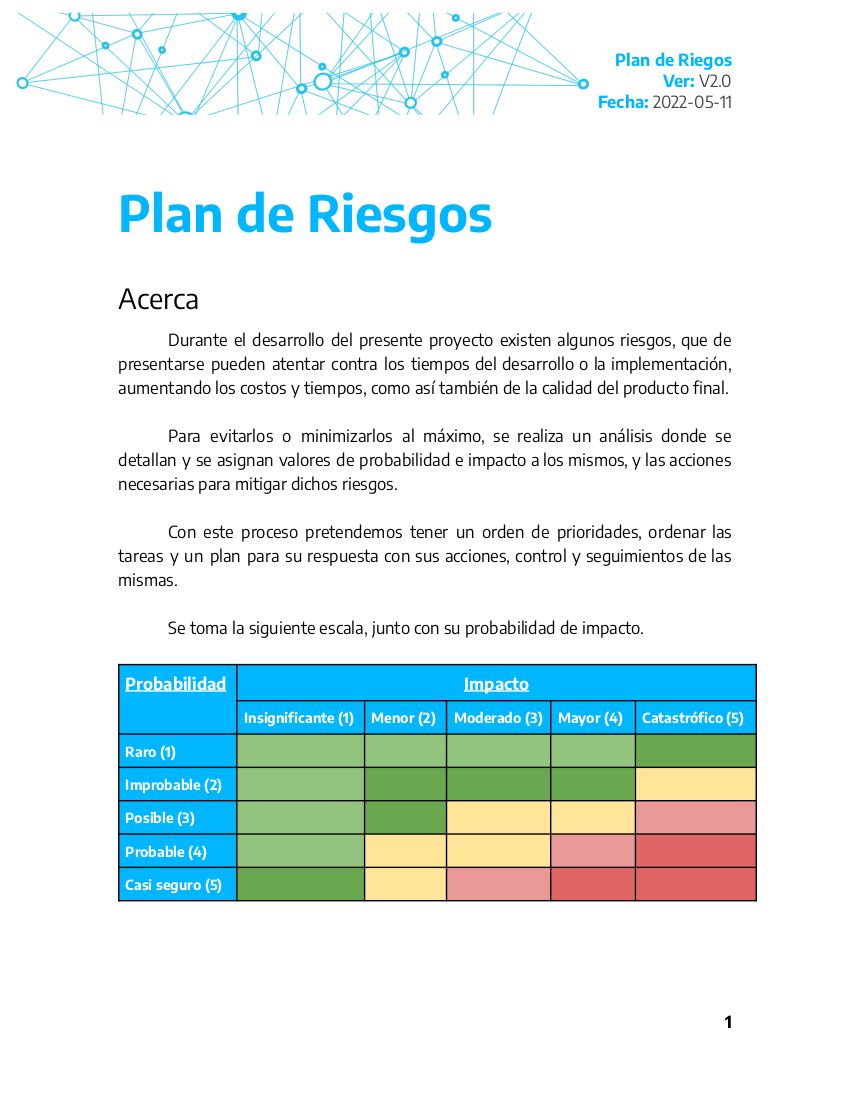 Plan de Riegos
Ver: V2.0
Fecha: 2022-05-11
Plan de Riesgos
Acerca
Durante el desarrollo del presente proyecto existen algunos riesgos, que de
presentarse pueden atentar contra los tiempos del desarrollo o la implementación,
aumentando los costos y tiempos, como así también de la calidad del producto final.
Para evitarlos o minimizarlos al máximo, se realiza un análisis donde se
detallan y se asignan valores de probabilidad e impacto a los mismos, y las acciones
necesarias para mitigar dichos riesgos.
Con este proceso pretendemos tener un orden de prioridades, ordenar las
tareas y un plan para su respuesta con sus acciones, control y seguimientos de las
mismas.
Se toma la siguiente escala, junto con su probabilidad de impacto.
Probabilidad Impacto
Insignificante (1) Menor (2) Moderado (3) Mayor (4) Catastrófico (5)
Raro (1)
Improbable (2)
Posible (3)
Probable (4)
Casi seguro (5)
1